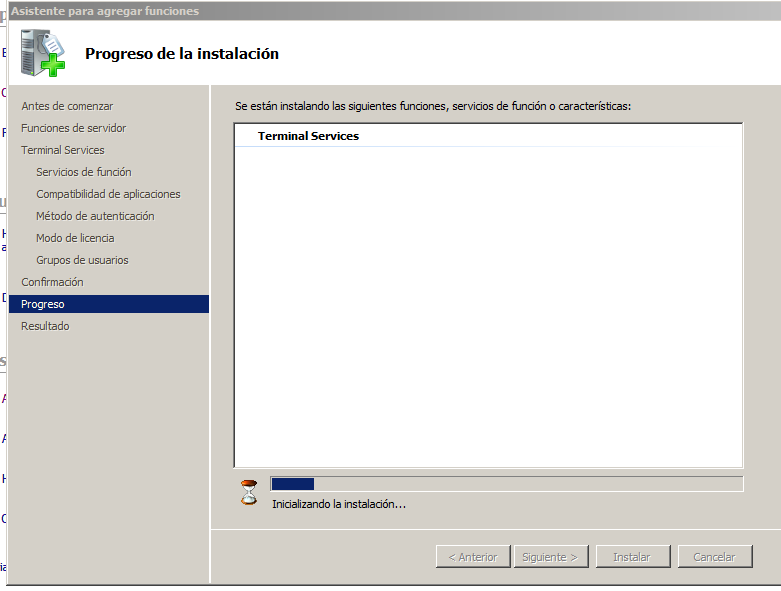 Asistente para agregar funciones
Progreso de la instalación
Antes de comenzar
Funciones de servidor
Terminal Services
Servicios de función
Compatibilidad de aplicaciones
Método de autenticación
Modo de licencia
Grupos de usuarios
Confirmación
Progreso
Resultado
Se están instalando las siguientes funciones, servicios de función o características:
Terminal Services
Inicializando la instalación...
< Anterior
Siguiente >
Instalar
Cancelar